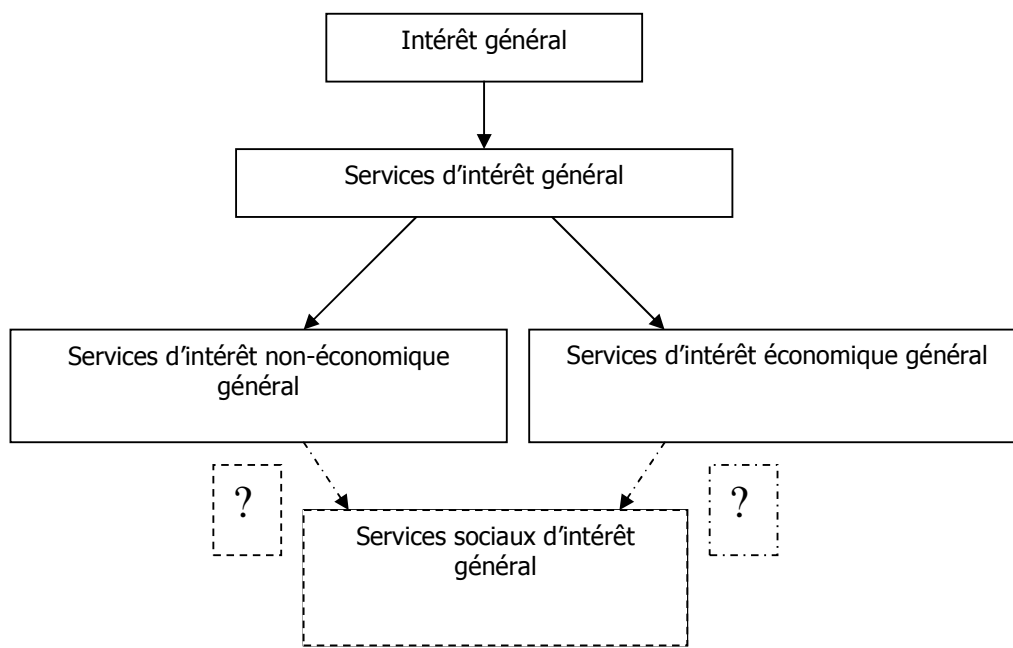 Intérêt général
Services d'intérêt général
Services d'intérêt non-économique
général
Services d'intérêt économique général
?
?
Services sociaux d'intérêt
général